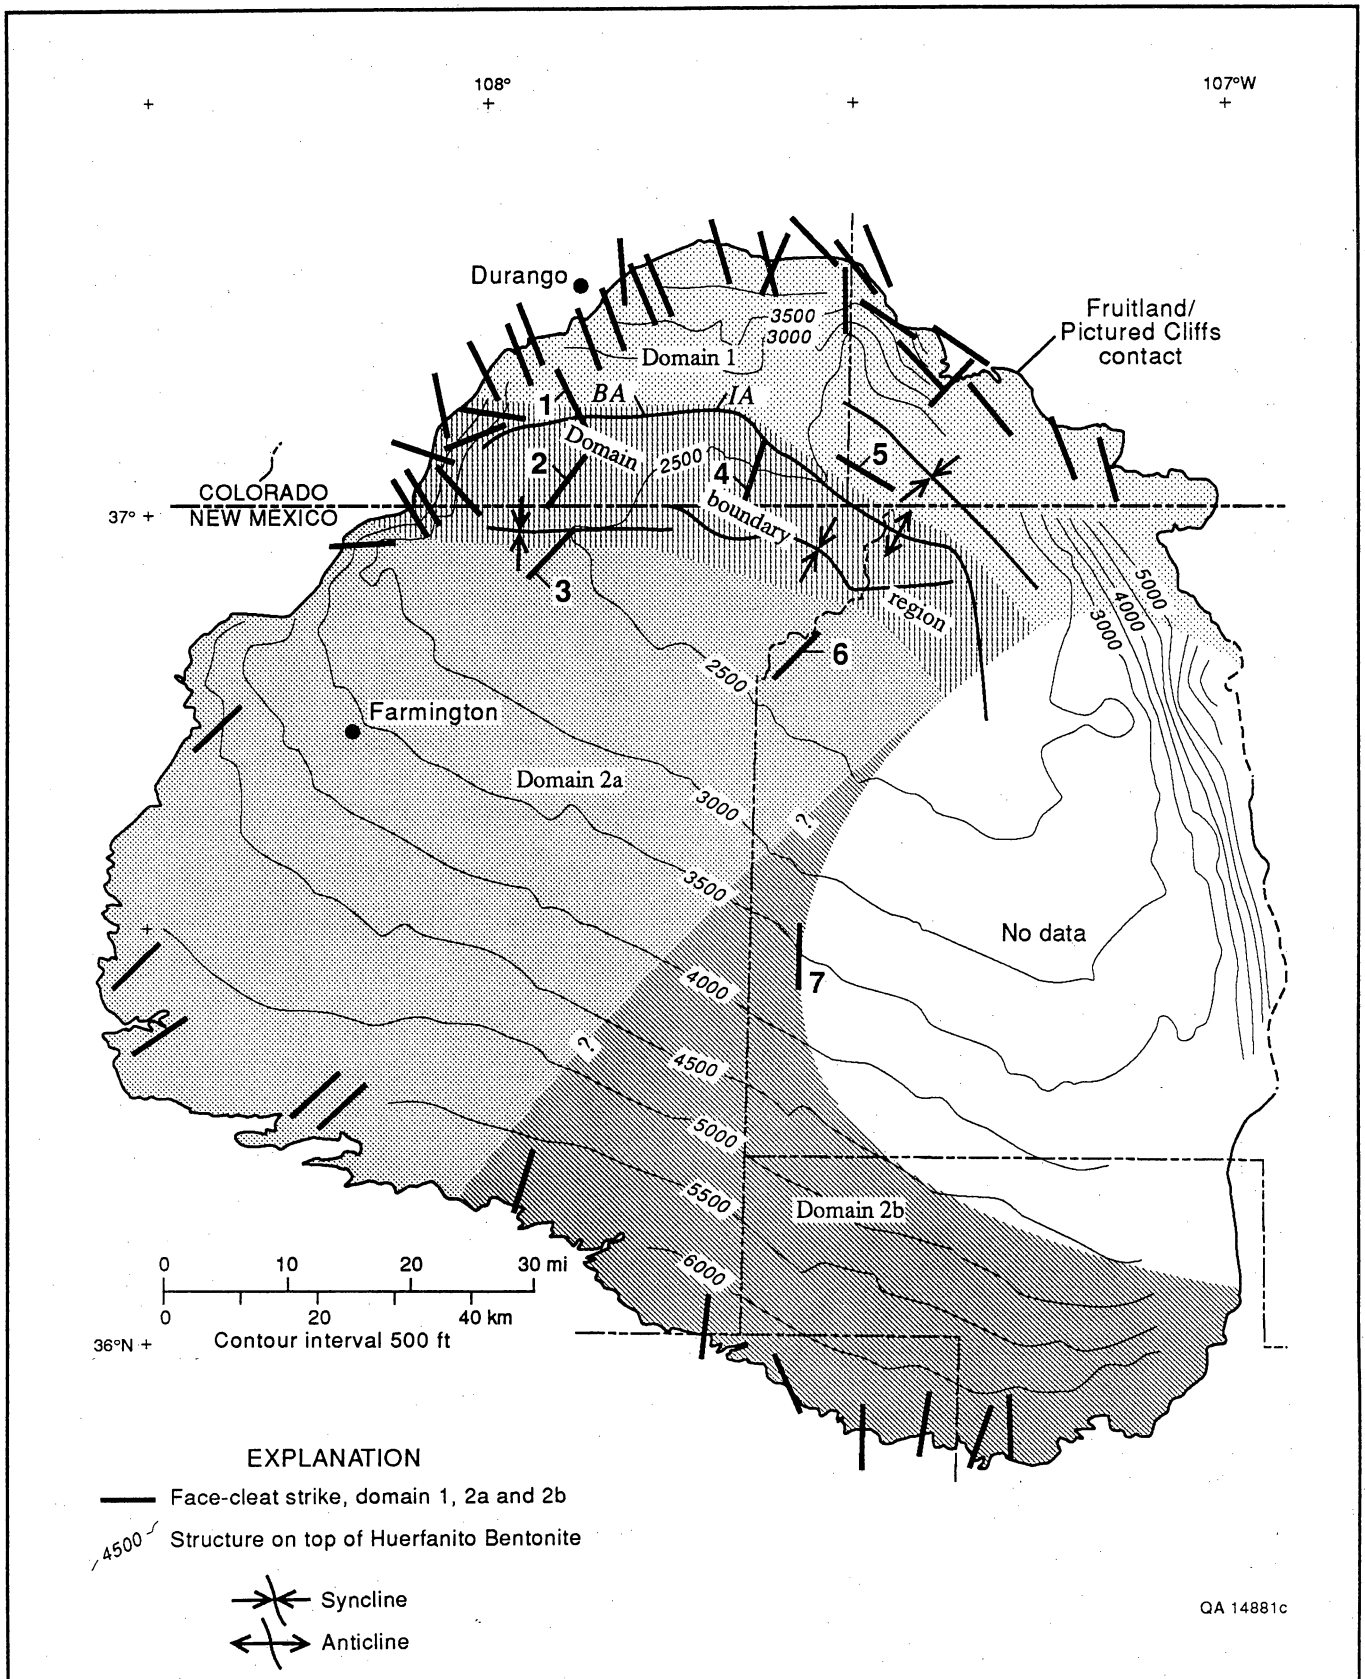 108°
107°W
Durango
Fruitland/
Pictured Cliffs
contact
3500
3000
Domain 1
1
BA
IA
Domain
2
2500
4
5
COLORADO
NEW MEXICO
37°
boundary
3
region
5000
4000
3000
6
2500
Farmington
Domain 2a
3000
?
3500
No data
7
4000
?
4500
5000
5500
Domain 2b
6000
0 10 20 30 mi
0 20 40 km
Contour interval 500 ft
36°N
EXPLANATION
Face-cleat strike, domain 1, 2a and 2b
4500
Structure on top of Huerfanito Bentonite
Syncline
Anticline
QA 14881c